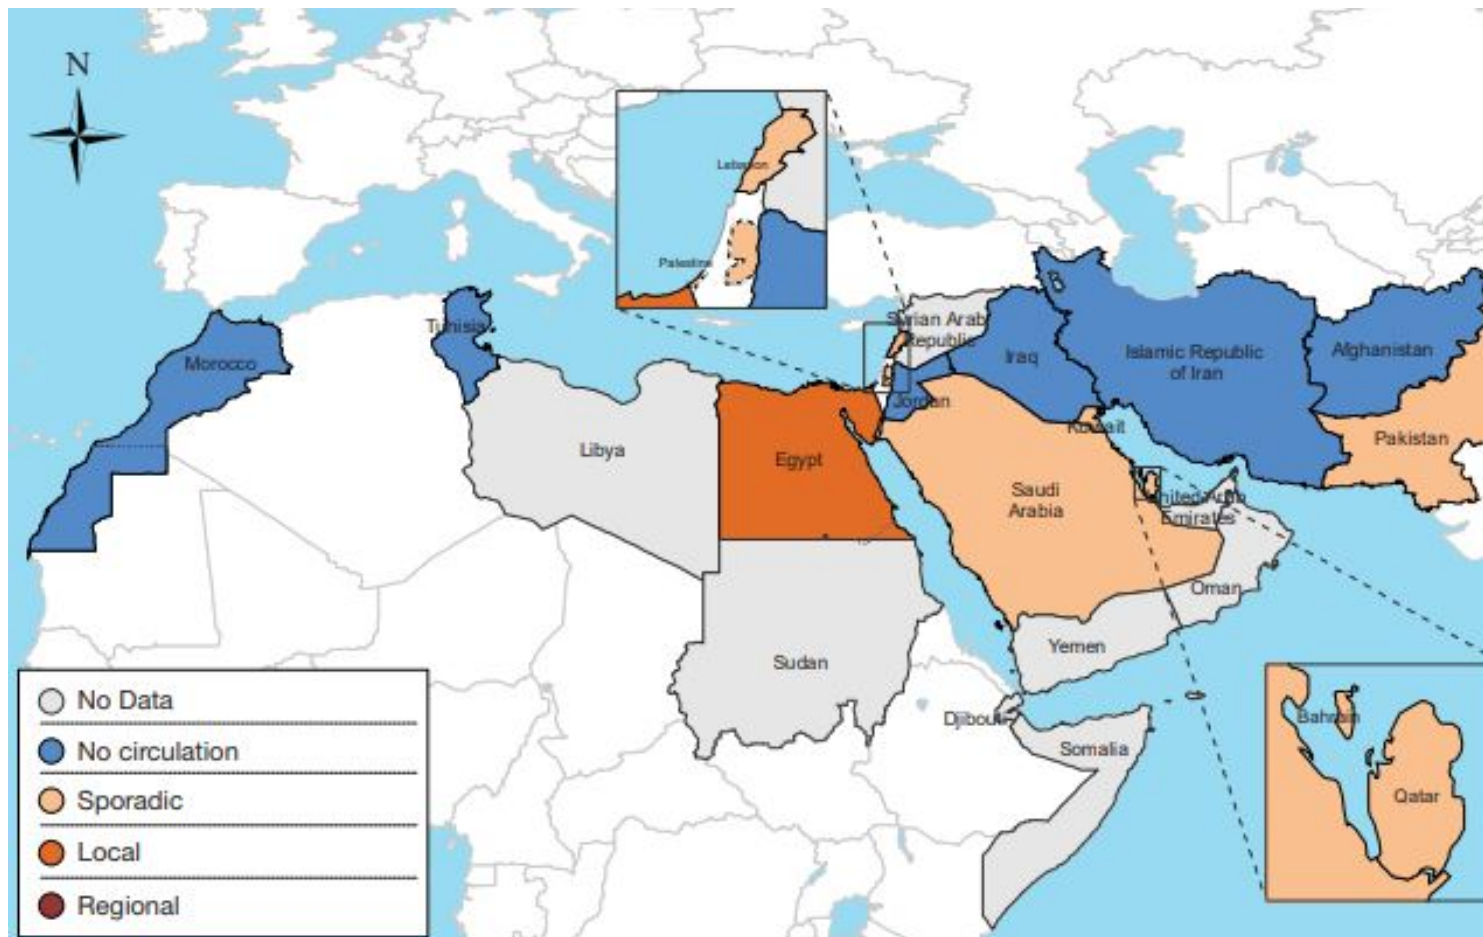 N
Lebanon
Palestine
Tunisia
Morocco
Syrian Arab
Republic
Iraq
Islamic Republic
of Iran
Afghanistan
Jordan
Kuwait
Pakistan
Libya
Egypt
Saudi
Arabia
United Arab
Emirates
Oman
Yemen
Sudan
Djibouti
Somalia
Bahrain
Qatar
No Data
No circulation
Sporadic
Local
Regional